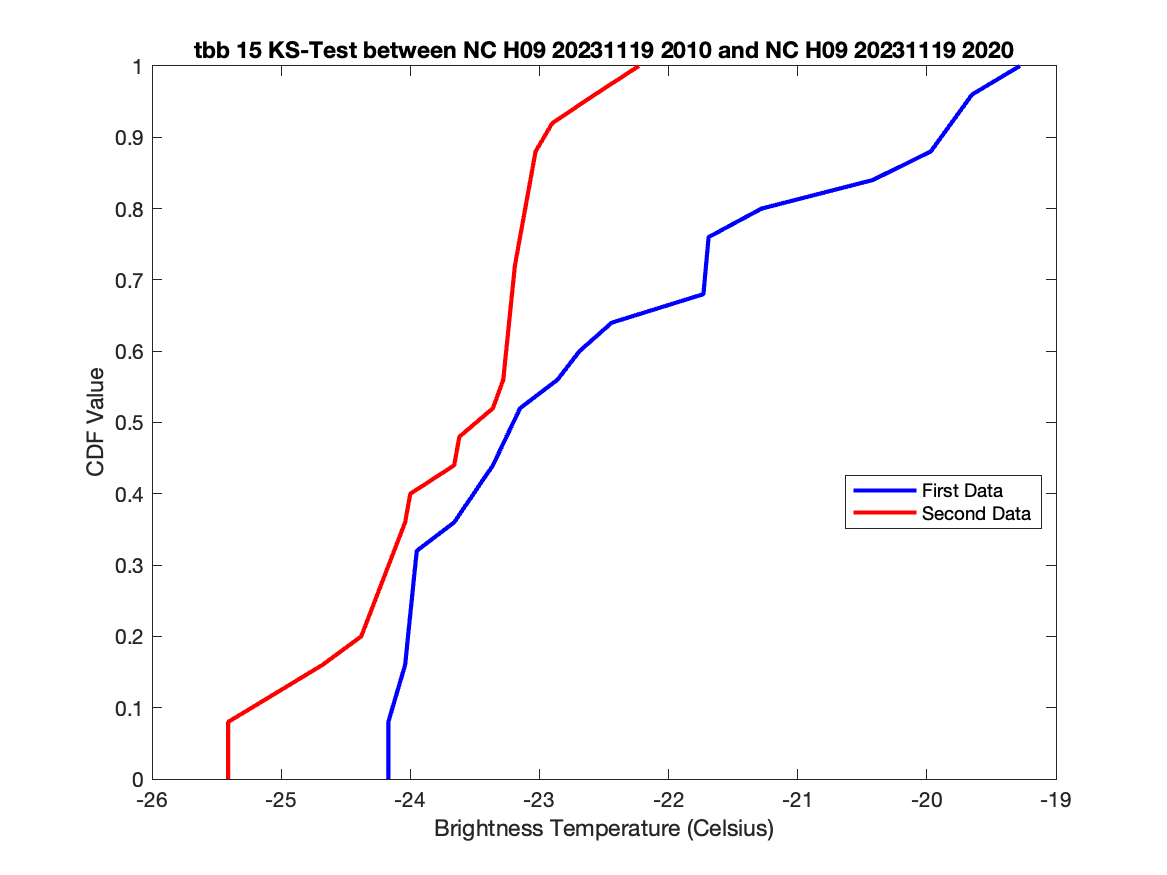 tbb 15 KS-Test between NC H09 20231119 2010 and NC H09 20231119 2020
1
0.9
0.8
0.7
0.6
0.5
0.4
0.3
0.2
0.1
0
CDF Value
First Data
Second Data
-26 -25 -24 -23 -22 -21 -20 -19
Brightness Temperature (Celsius)